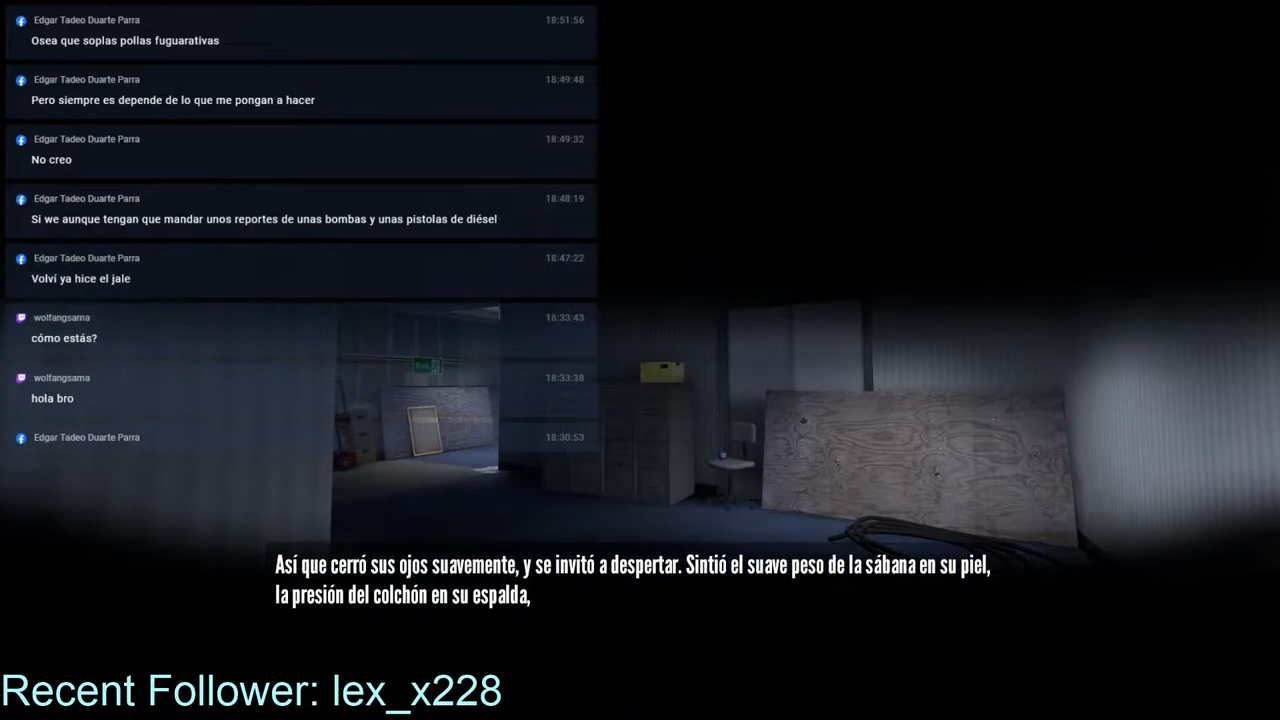 Edgar Tadeo Duarte Parra 18:51:56
Osea que soplas pollas fuguarativas
Edgar Tadeo Duarte Parra 18:49:48
Pero siempre es depende de lo que me pongan a hacer
Edgar Tadeo Duarte Parra 18:49:32
No creo
Edgar Tadeo Duarte Parra 18:48:19
Si we aunque tengan que mandar unos reportes de unas bombas y unas pistolas de diésel
Edgar Tadeo Duarte Parra 18:47:22
Volví ya hice el jale
wolfangsama 18:33:43
cómo estás?
wolfangsama 18:33:38
hola bro
Edgar Tadeo Duarte Parra 18:30:53
Así que cerró sus ojos suavemente, y se invitó a despertar. Sintió el suave peso de la sábana en su piel,
la presión del colchón en su espalda,
Recent Follower: lex_x228